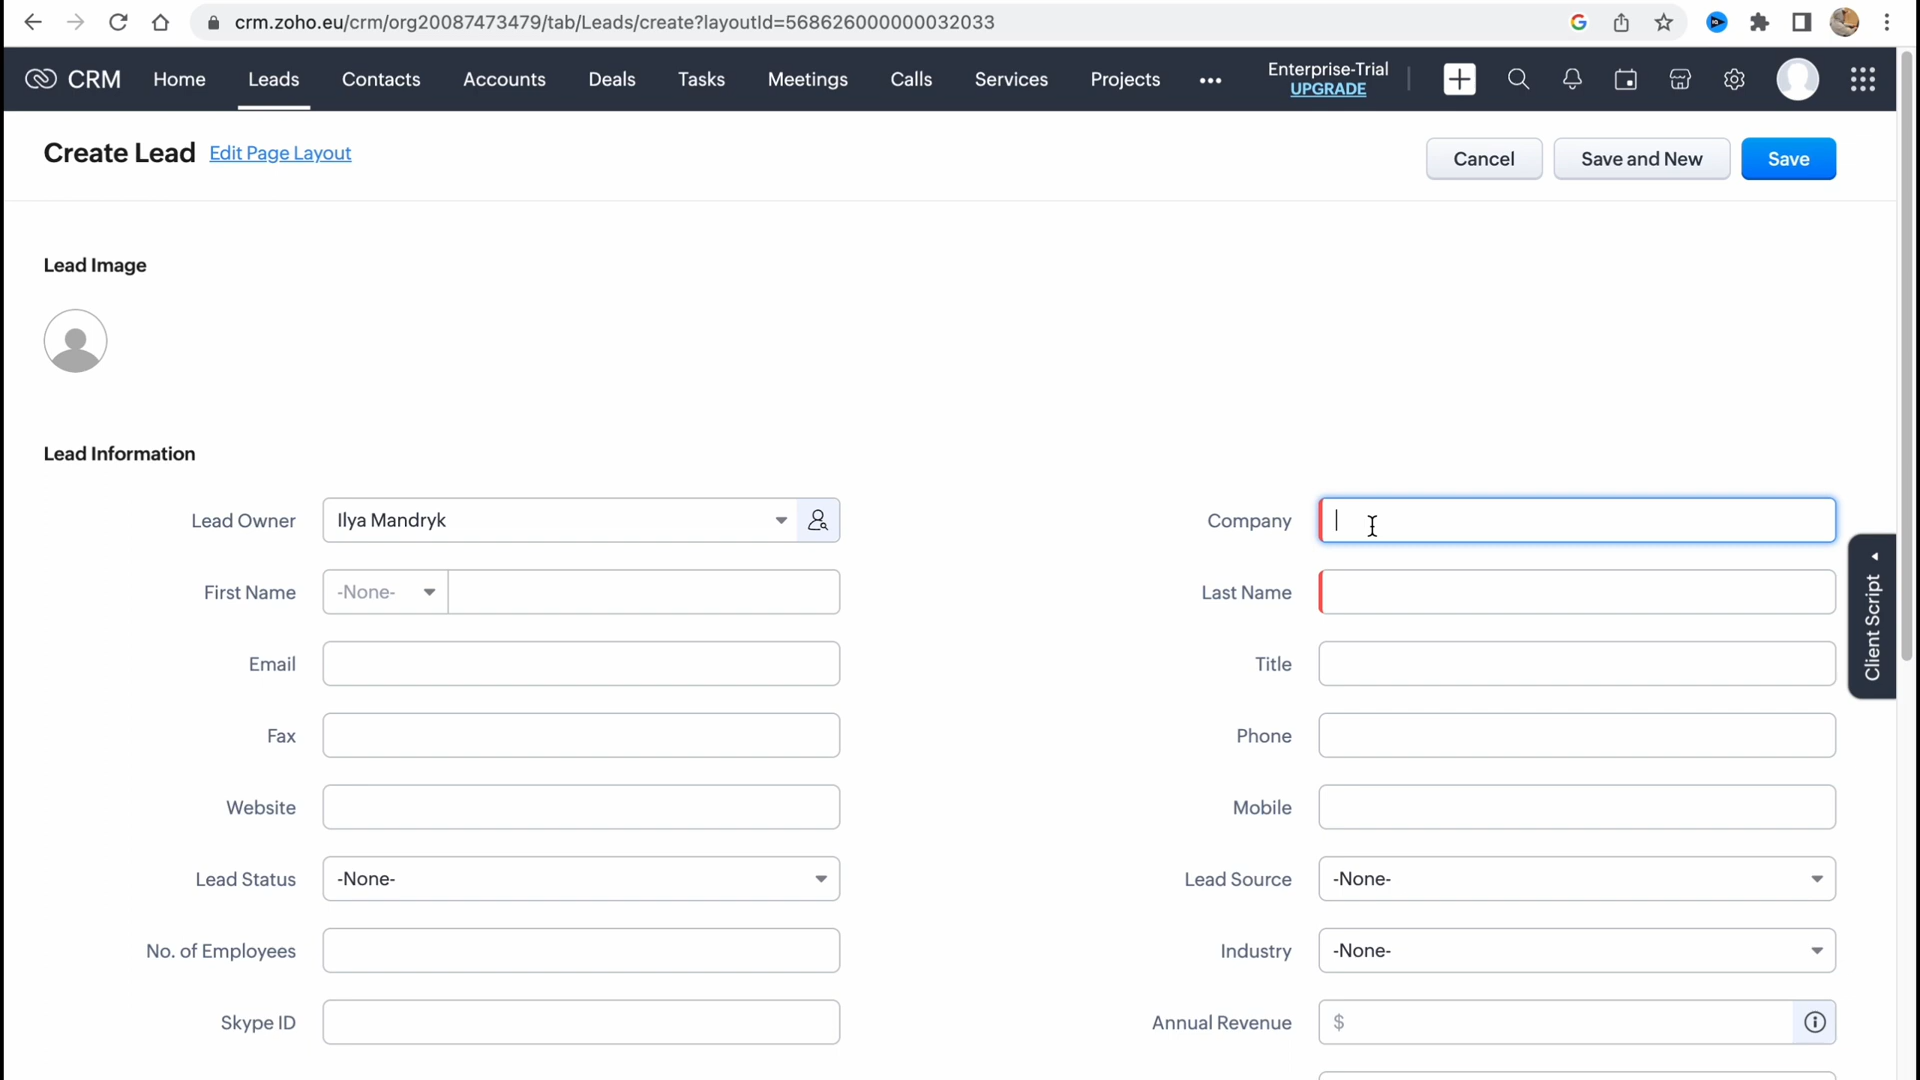 crm.zoho.eu/crm/org20087473479/tab/Leads/create?layoutId=568626000000032033
CRM Home Leads Contacts Accounts Deals Tasks Meetings Calls Services Projects ••• Enterprise-Trial
UPGRADE
Create Lead Edit Page Layout Cancel Save and New Save
Lead Image
Lead Information
Lead Owner Ilya Mandryk Company
First Name -None- Last Name
Email Title
Fax Phone
Website Mobile
Lead Status -None- Lead Source -None-
No. of Employees Industry -None-
Skype ID Annual Revenue $
Client Script